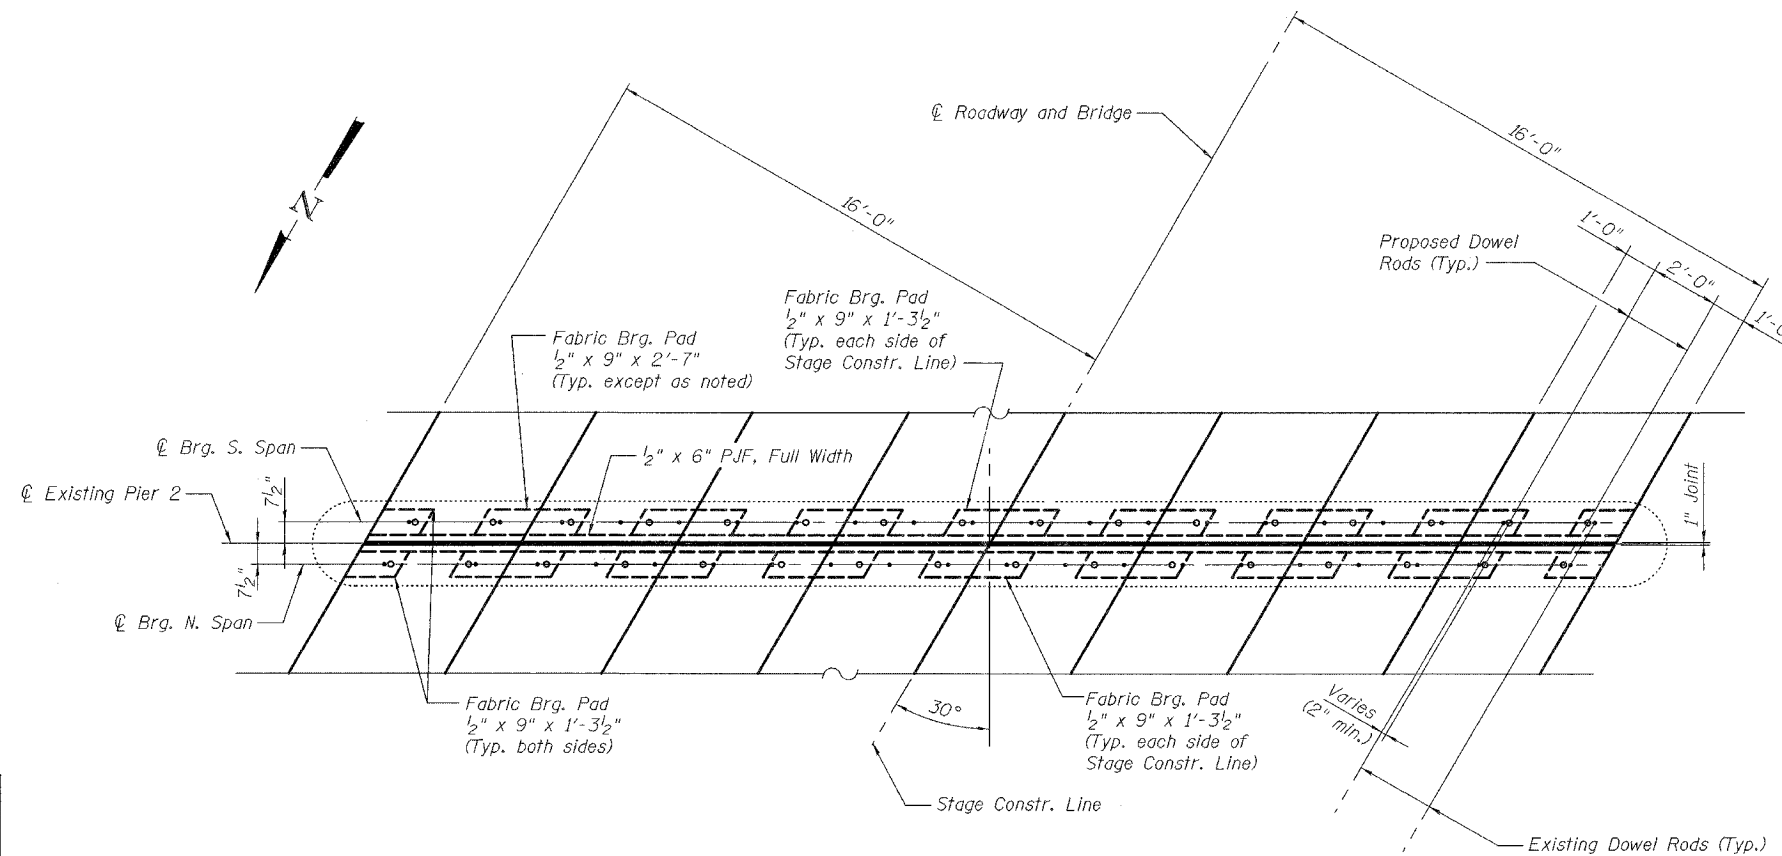 ℄ Roadway and Bridge
16'-0"
16'-0"
1'-0"
2'-0"
Proposed Dowel
Rods (Typ.)
N
Fabric Brg. Pad
½" x 9" x 1'-3½"
(Typ. each side of
Stage Constr. Line)
Fabric Brg. Pad
½" x 9" x 2'-7"
(Typ. except as noted)
℄ Brg. S. Span
½" x 6" PJF, Full Width
℄ Existing Pier 2
7½"
7½"
1" Joint
℄ Brg. N. Span
Fabric Brg. Pad
½" x 9" x 1'-3½"
(Typ. both sides)
30°
Fabric Brg. Pad
½" x 9" x 1'-3½"
(Typ. each side of
Stage Constr. Line)
Varies
(2" min.)
Stage Constr. Line
Existing Dowel Rods (Typ.)